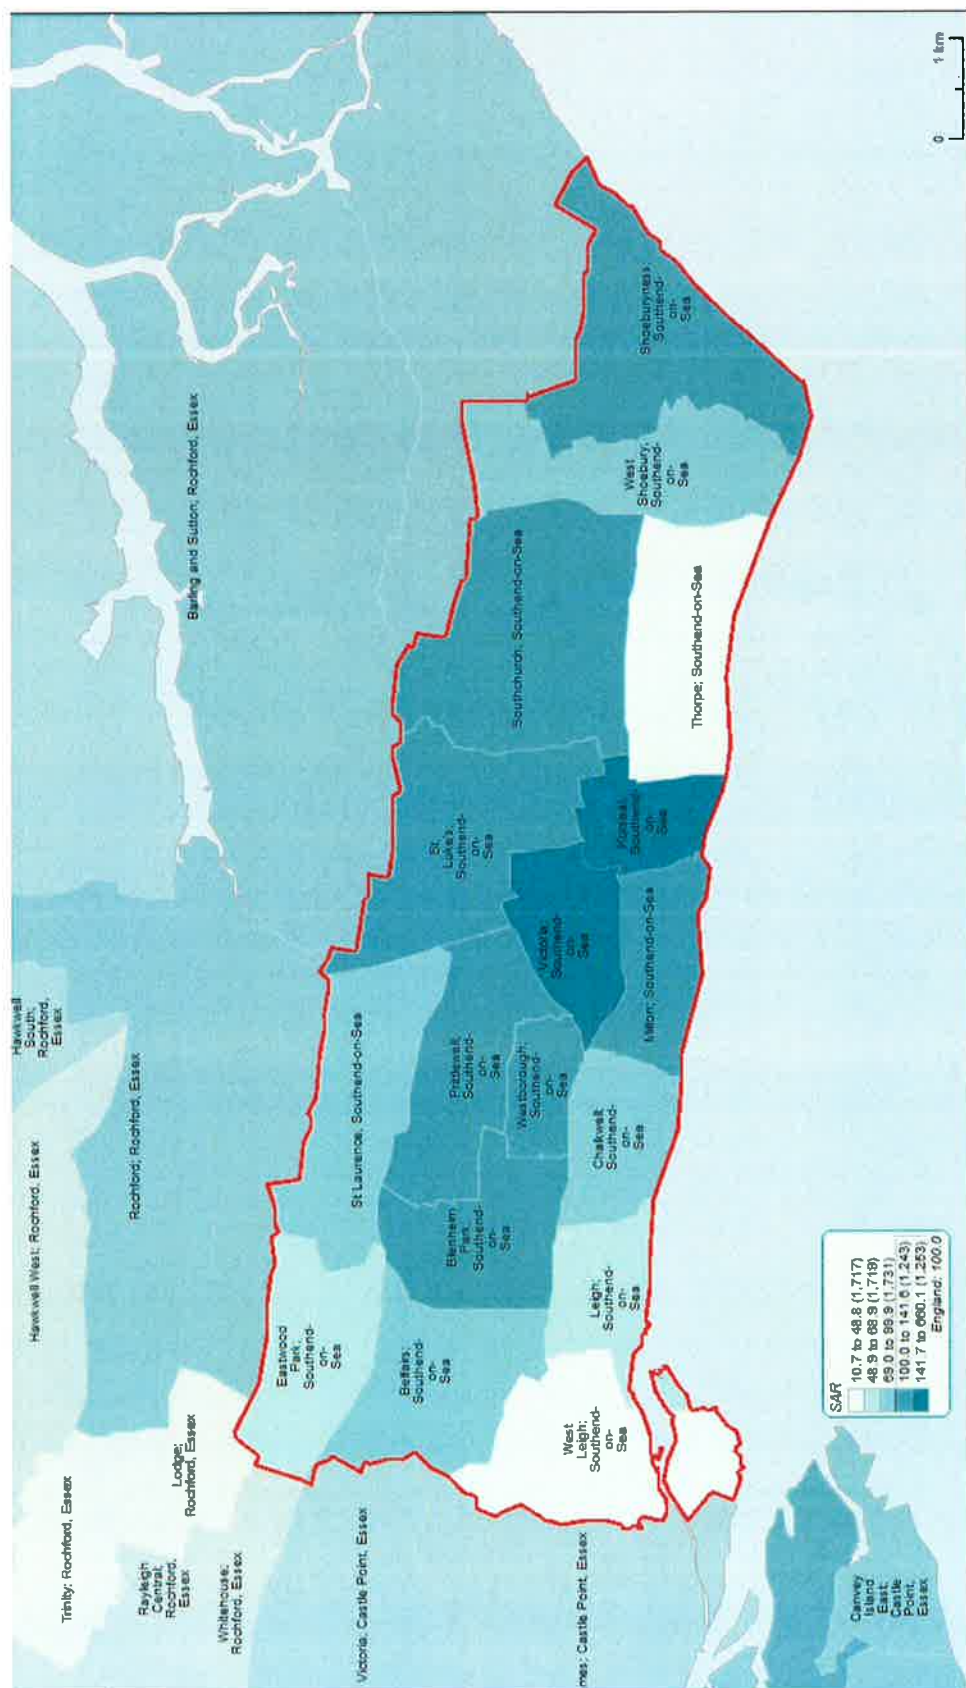 Trinity; Rochford, Essex
Hawkwell West; Rochford, Essex
Hawkwell
South;
Rochford,
Essex
Rayleigh
Central;
Rochford,
Essex
Lodge;
Rochford, Essex
Rochford; Rochford, Essex
Barling and Sutton; Rochford, Essex
Whitehouse;
Rochford, Essex
Victoria; Castle Point, Essex
Eastwood
Park;
Southend-
on-
Sea
St Laurence; Southend-on-Sea
Belfairs;
Southend-
on-
Sea
Blenheim
Park;
Southend-
on-
Sea
Prittlewell;
Southend-
on-
Sea
St
Luke's;
Southend-
on-
Sea
Southchurch; Southend-on-Sea
Westborough;
Southend-
on-
Sea
Victoria;
Southend-
on-
Sea
West
Leigh;
Southend-
on-
Sea
Leigh;
Southend-
on-
Sea
Chalkwell;
Southend-
on-
Sea
Milton; Southend-on-Sea
Kursaal;
Southend-
on-
Sea
Thorpe; Southend-on-Sea
West
Shoebury;
Southend-
on-
Sea
Shoeburyness;
Southend-
on-
Sea
mes; Castle Point, Essex
Canvey
Island
East;
Castle
Point,
Essex
SAR
10.7 to 48.8 (1.717)
48.9 to 68.9 (1.719)
69.0 to 99.9 (1.731)
100.0 to 141.6 (1.243)
141.7 to 660.1 (1.253)
England: 100.0
0 1 km